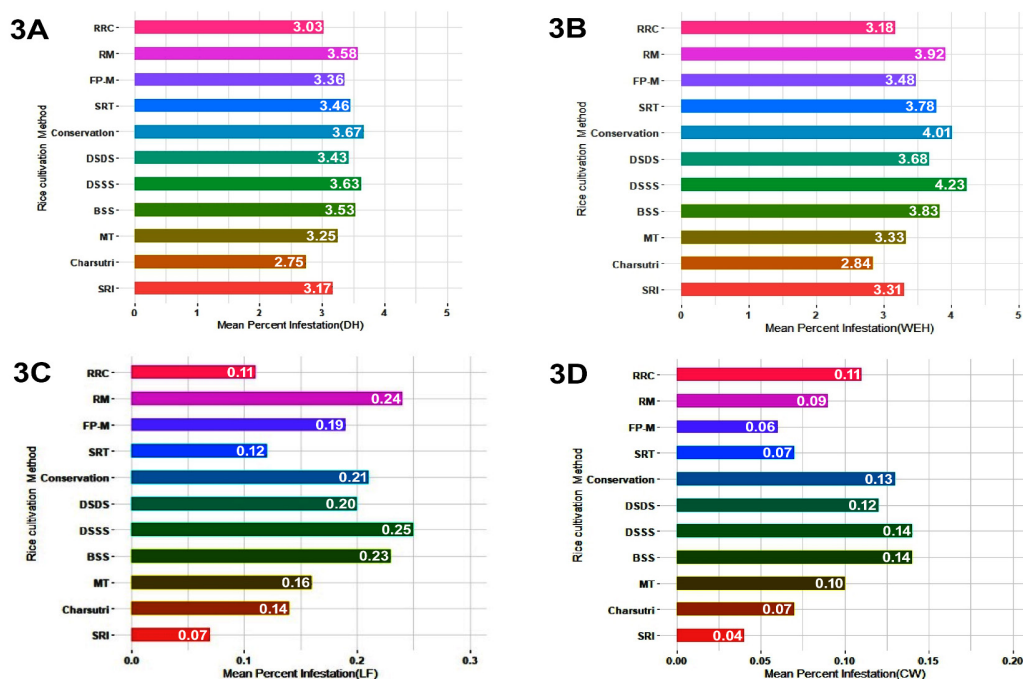 3A
Rice cultivation Method
RRC 3.03
RM 3.58
FP-M 3.36
SRT 3.46
Conservation 3.67
DSDS 3.43
DSSS 3.63
BSS 3.53
MT 3.25
Charsutri 2.75
SRI 3.17
0 1 2 3 4 5
Mean Percent Infestation(DH)
3B
Rice cultivation Method
RRC 3.18
RM 3.92
FP-M 3.48
SRT 3.78
Conservation 4.01
DSDS 3.68
DSSS 4.23
BSS 3.83
MT 3.33
Charsutri 2.84
SRI 3.31
0 1 2 3 4 5
Mean Percent Infestation(WEH)
3C
Rice cultivation Method
RRC 0.11
RM 0.24
FP-M 0.19
SRT 0.12
Conservation 0.21
DSDS 0.20
DSSS 0.25
BSS 0.23
MT 0.16
Charsutri 0.14
SRI 0.07
0.0 0.1 0.2 0.3
Mean Percent Infestation(LF)
3D
Rice cultivation Method
RRC 0.11
RM 0.09
FP-M 0.06
SRT 0.07
Conservation 0.13
DSDS 0.12
DSSS 0.14
BSS 0.14
MT 0.10
Charsutri 0.07
SRI 0.04
0.00 0.05 0.10 0.15 0.20
Mean Percent Infestation(CW)